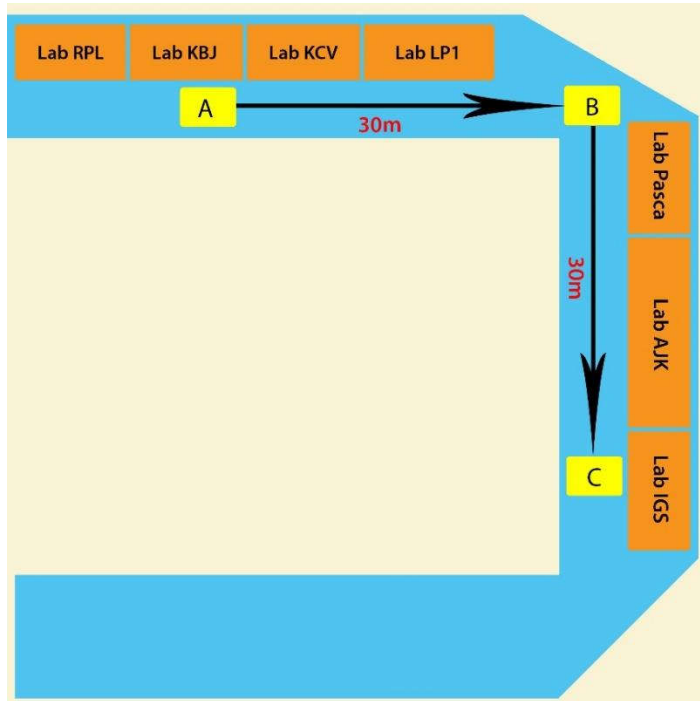 Lab RPL
Lab KBJ
Lab KCV
Lab LP1
A
B
30m
Lab Pasca
30m
Lab AJK
C
Lab IGS